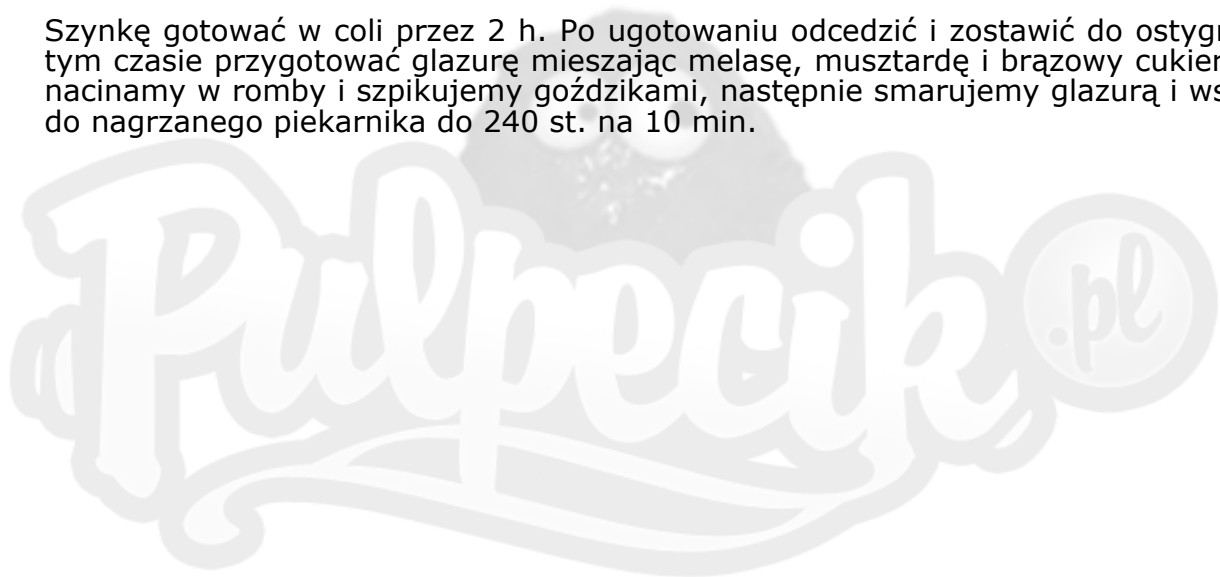 Szynkę gotować w coli przez 2 h. Po ugotowaniu odcedzić i zostawić do
tym czasie przygotować glazurę mieszając melasę, musztardę i brązowy cukier
nacinamy w romby i szpikujemy goździkami, następnie smarujemy glazurą i
do nagrzanego piekarnika do 240 st. na 10 min.
Pulpecik .pl